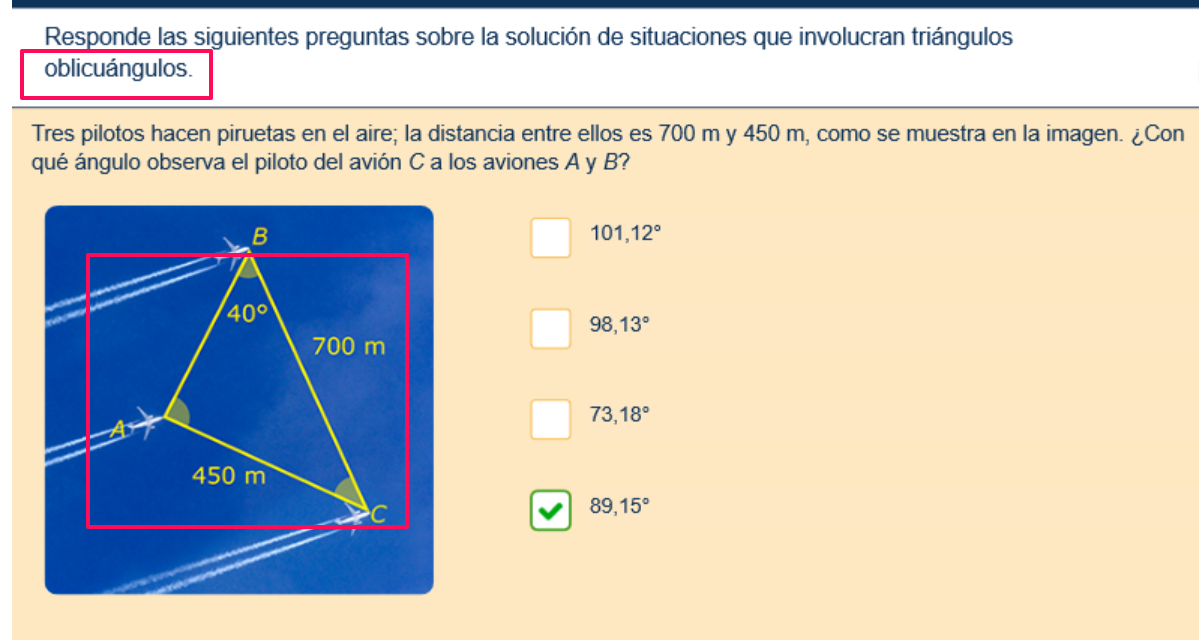 Responde las siguientes preguntas sobre la solución de situaciones que involucran triángulos
oblicuángulos.
Tres pilotos hacen piruetas en el aire; la distancia entre ellos es 700 m y 450 m, como se muestra en la imagen. ¿Con
qué ángulo observa el piloto del avión C a los aviones A y B?
B
40°
700 m
A
450 m
C
101,12°
98,13°
73,18°
89,15°